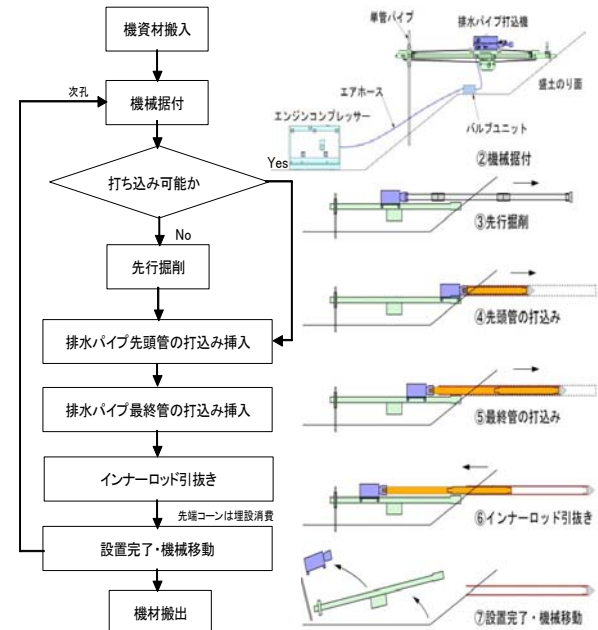 機資材搬入
次孔
機械据付
打ち込み可能か
Yes
No
先行掘削
排水パイプ先頭管の打込み挿入
排水パイプ最終管の打込み挿入
インナーロッド引抜き
先端コーンは埋設消費
設置完了・機械移動
機材搬出
単管パイプ
排水パイプ打込機
エアホース
盛土のり面
エンジンコンプレッサー
バルブユニット
②機械据付
③先行掘削
④先頭管の打込み
⑤最終管の打込み
⑥インナーロッド引抜き
⑦設置完了・機械移動